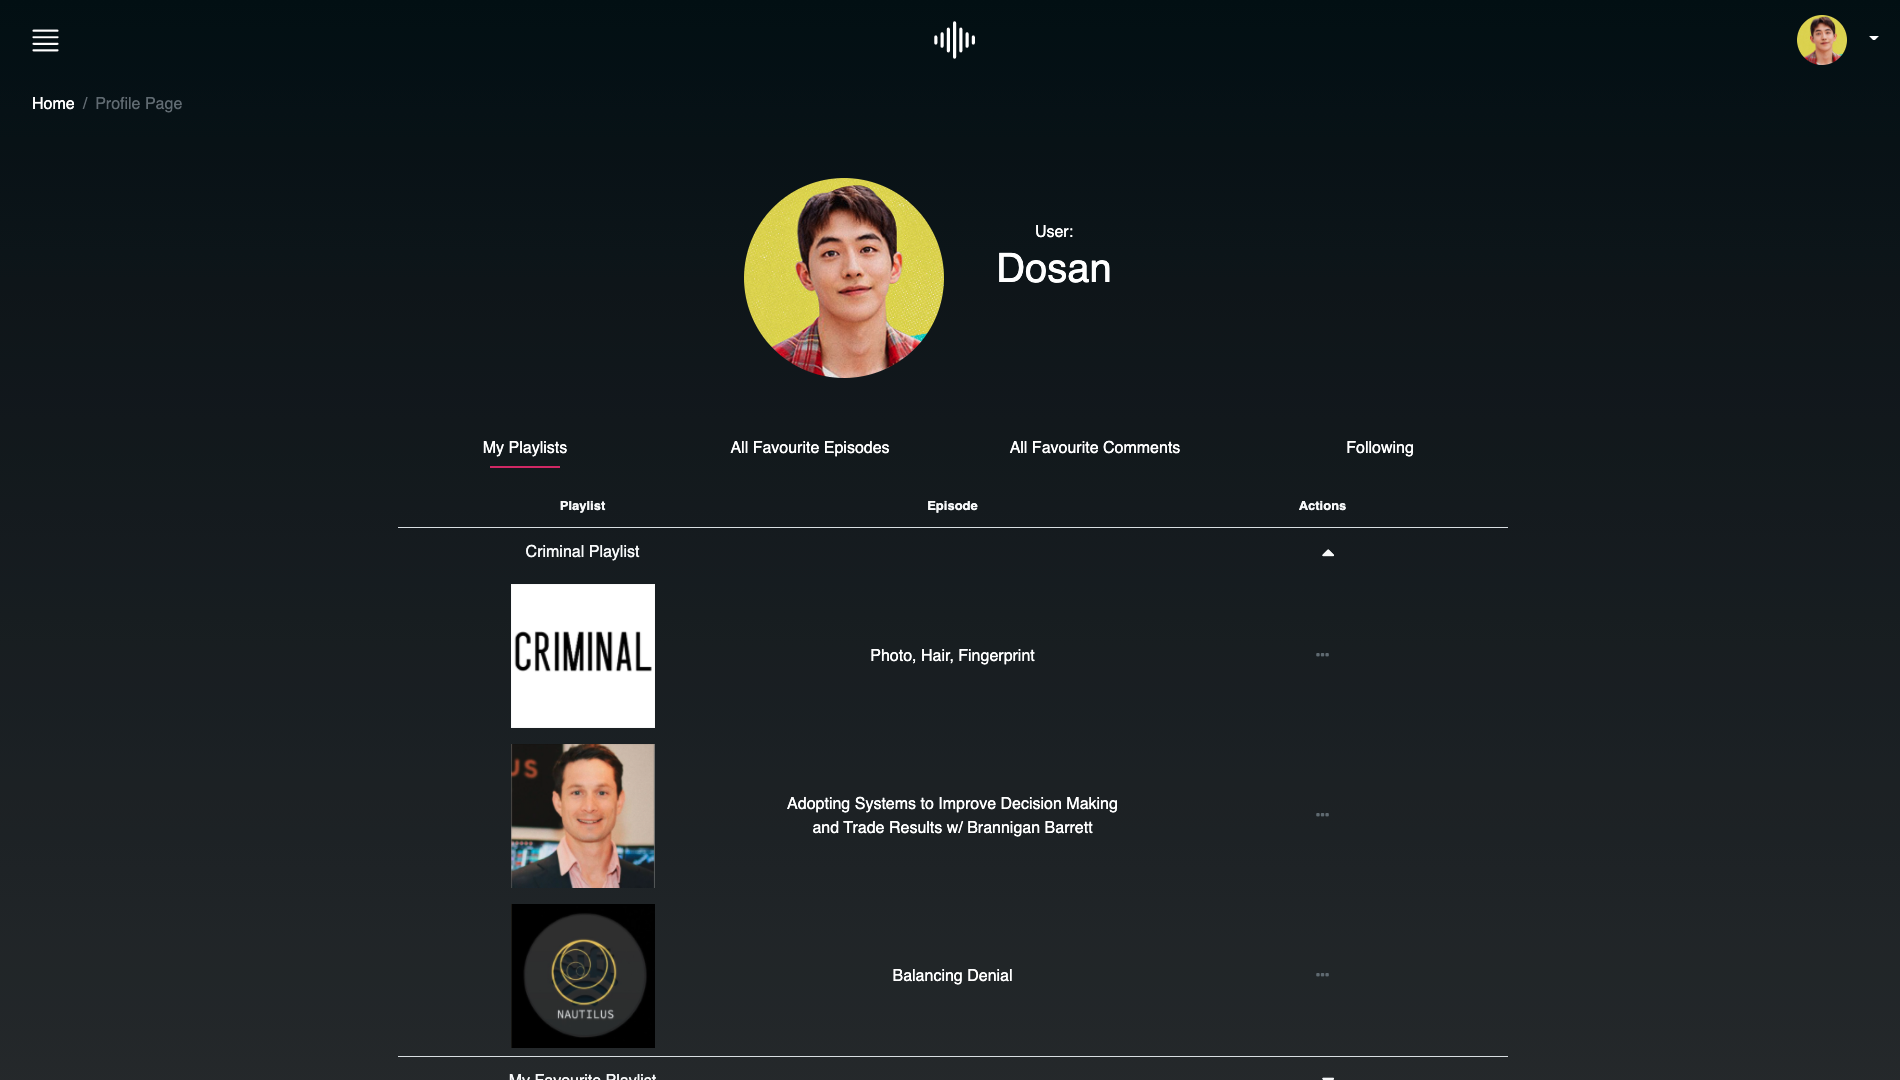 Home / Profile Page
User:
Dosan
My Playlists
All Favourite Episodes
All Favourite Comments
Following
Playlist
Episode
Actions
Criminal Playlist
CRIMINAL
Photo, Hair, Fingerprint
US
Adopting Systems to Improve Decision Making
and Trade Results w/ Brannigan Barrett
NAUTILUS
Balancing Denial
My Favourite Playlist